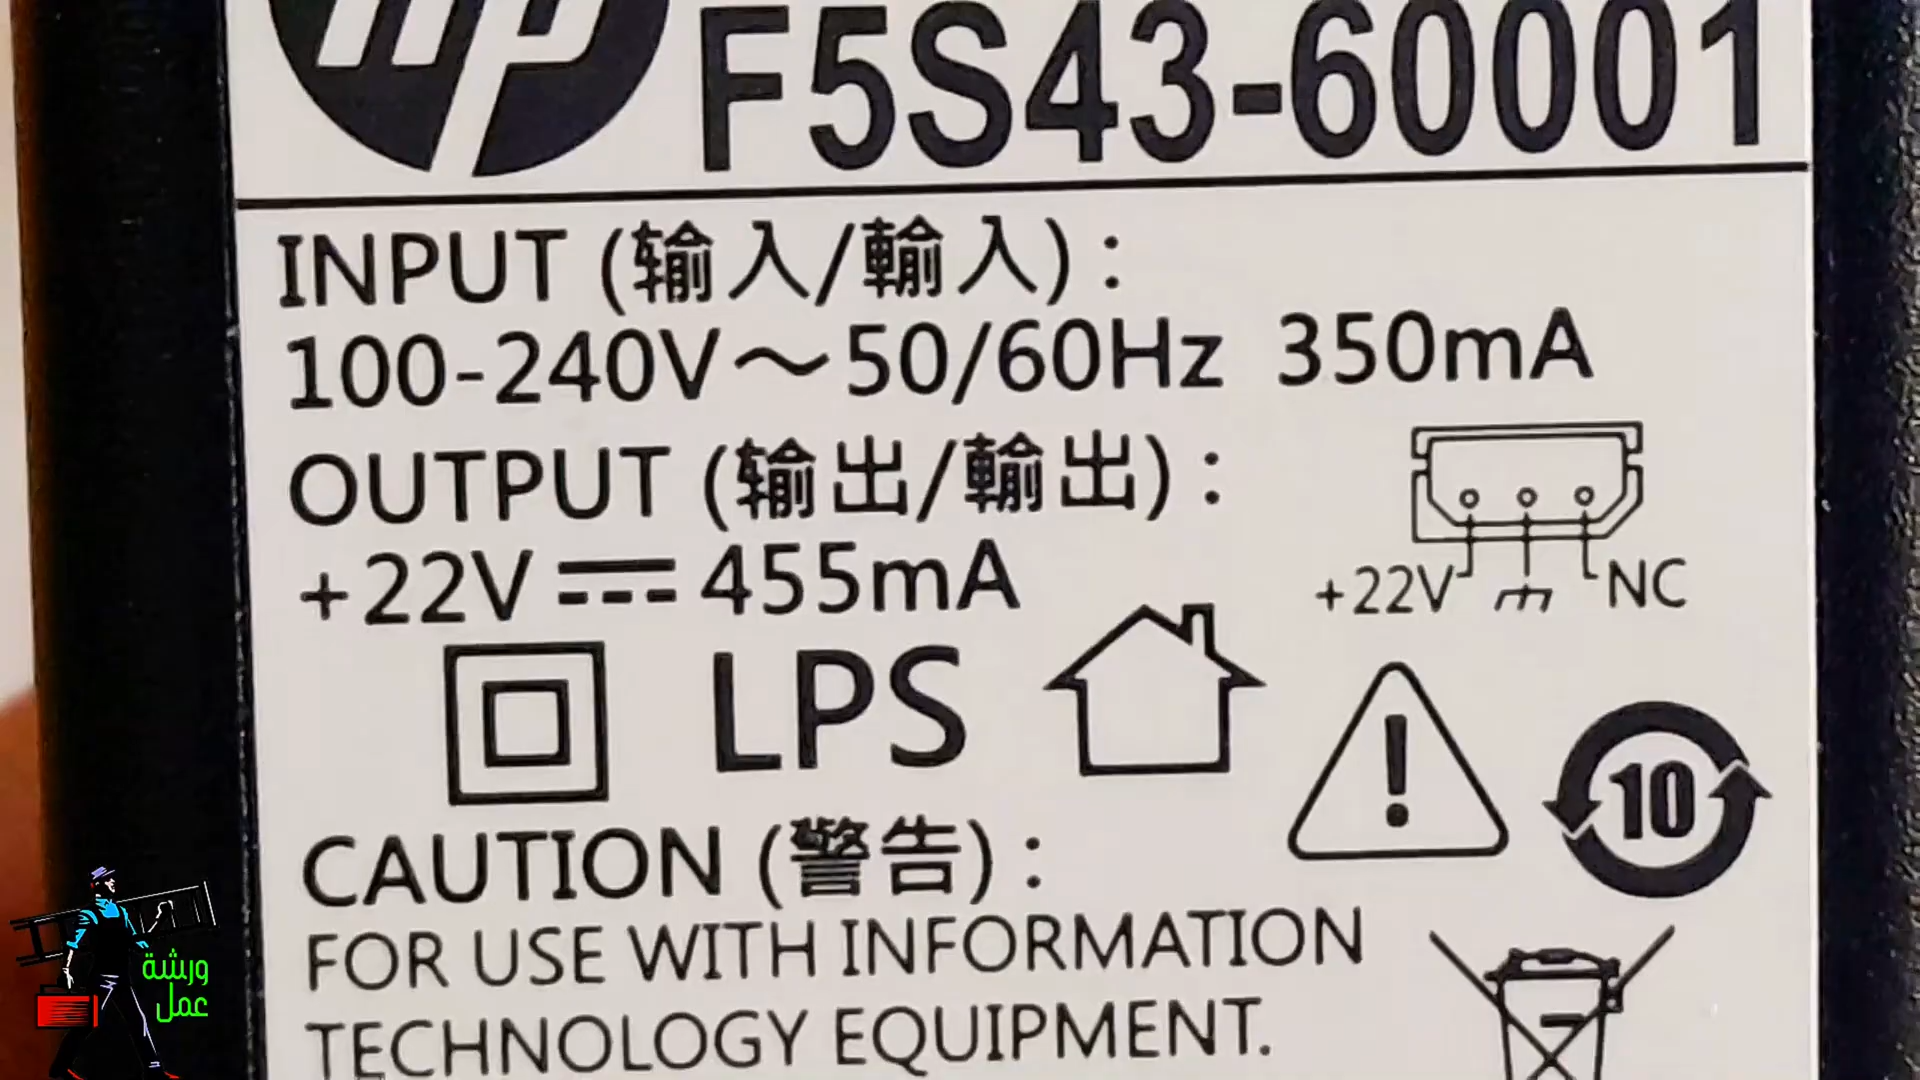 hp F5S43-60001
INPUT (输入/輸入) :
100-240V～50/60Hz 350mA
OUTPUT (输出/輸出) :
+22V ⎓ 455mA
+22V NC
LPS
10
CAUTION (警告) :
FOR USE WITH INFORMATION
TECHNOLOGY EQUIPMENT.
ورشة
عمل